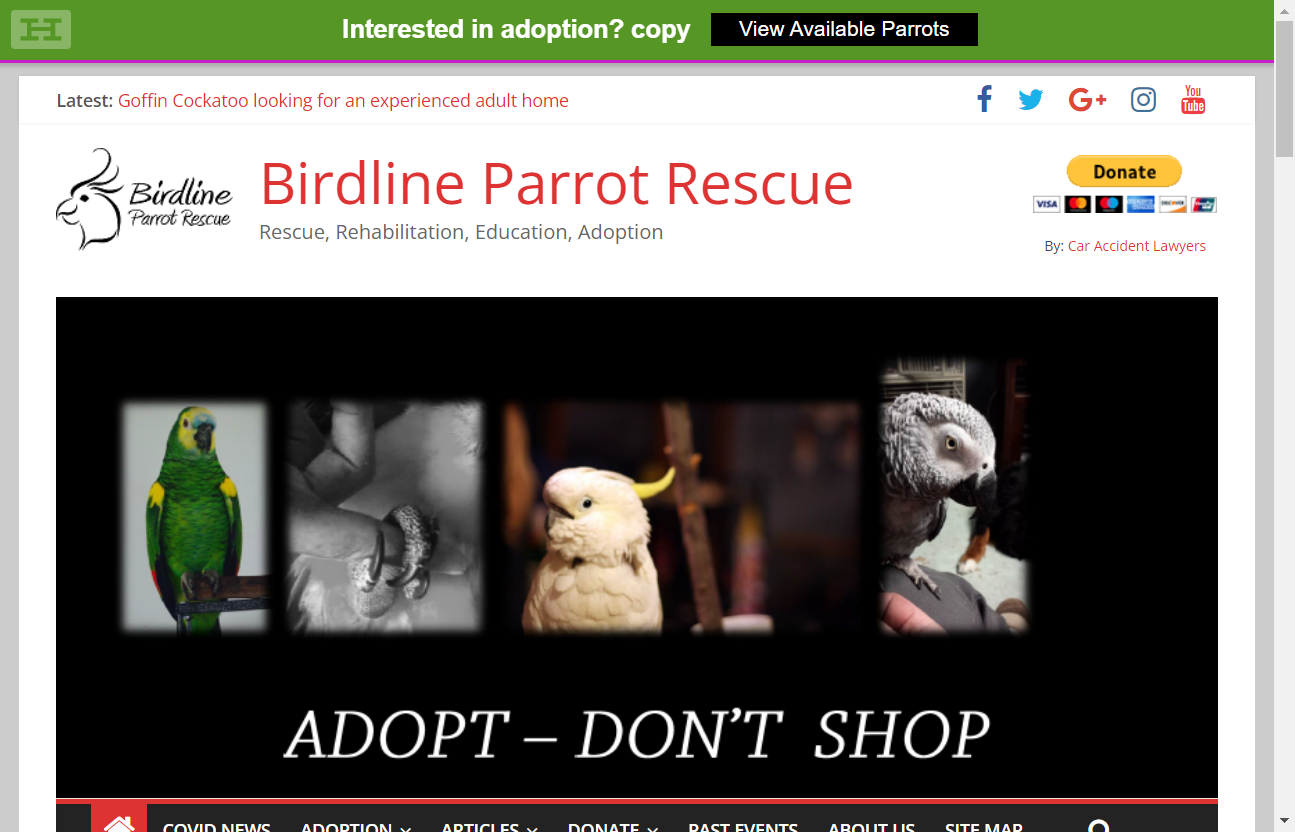 Interested in adoption? copy View Available Parrots
Latest: Goffin Cockatoo looking for an experienced adult home
You
Tube
Birdline
Parrot Rescue
Birdline Parrot Rescue
Rescue, Rehabilitation, Education, Adoption
Donate
VISA
By: Car Accident Lawyers
ADOPT – DON'T SHOP
COVID NEWS ADOPTION ARTICLES DONATE PAST EVENTS ABOUT US SITE MAP